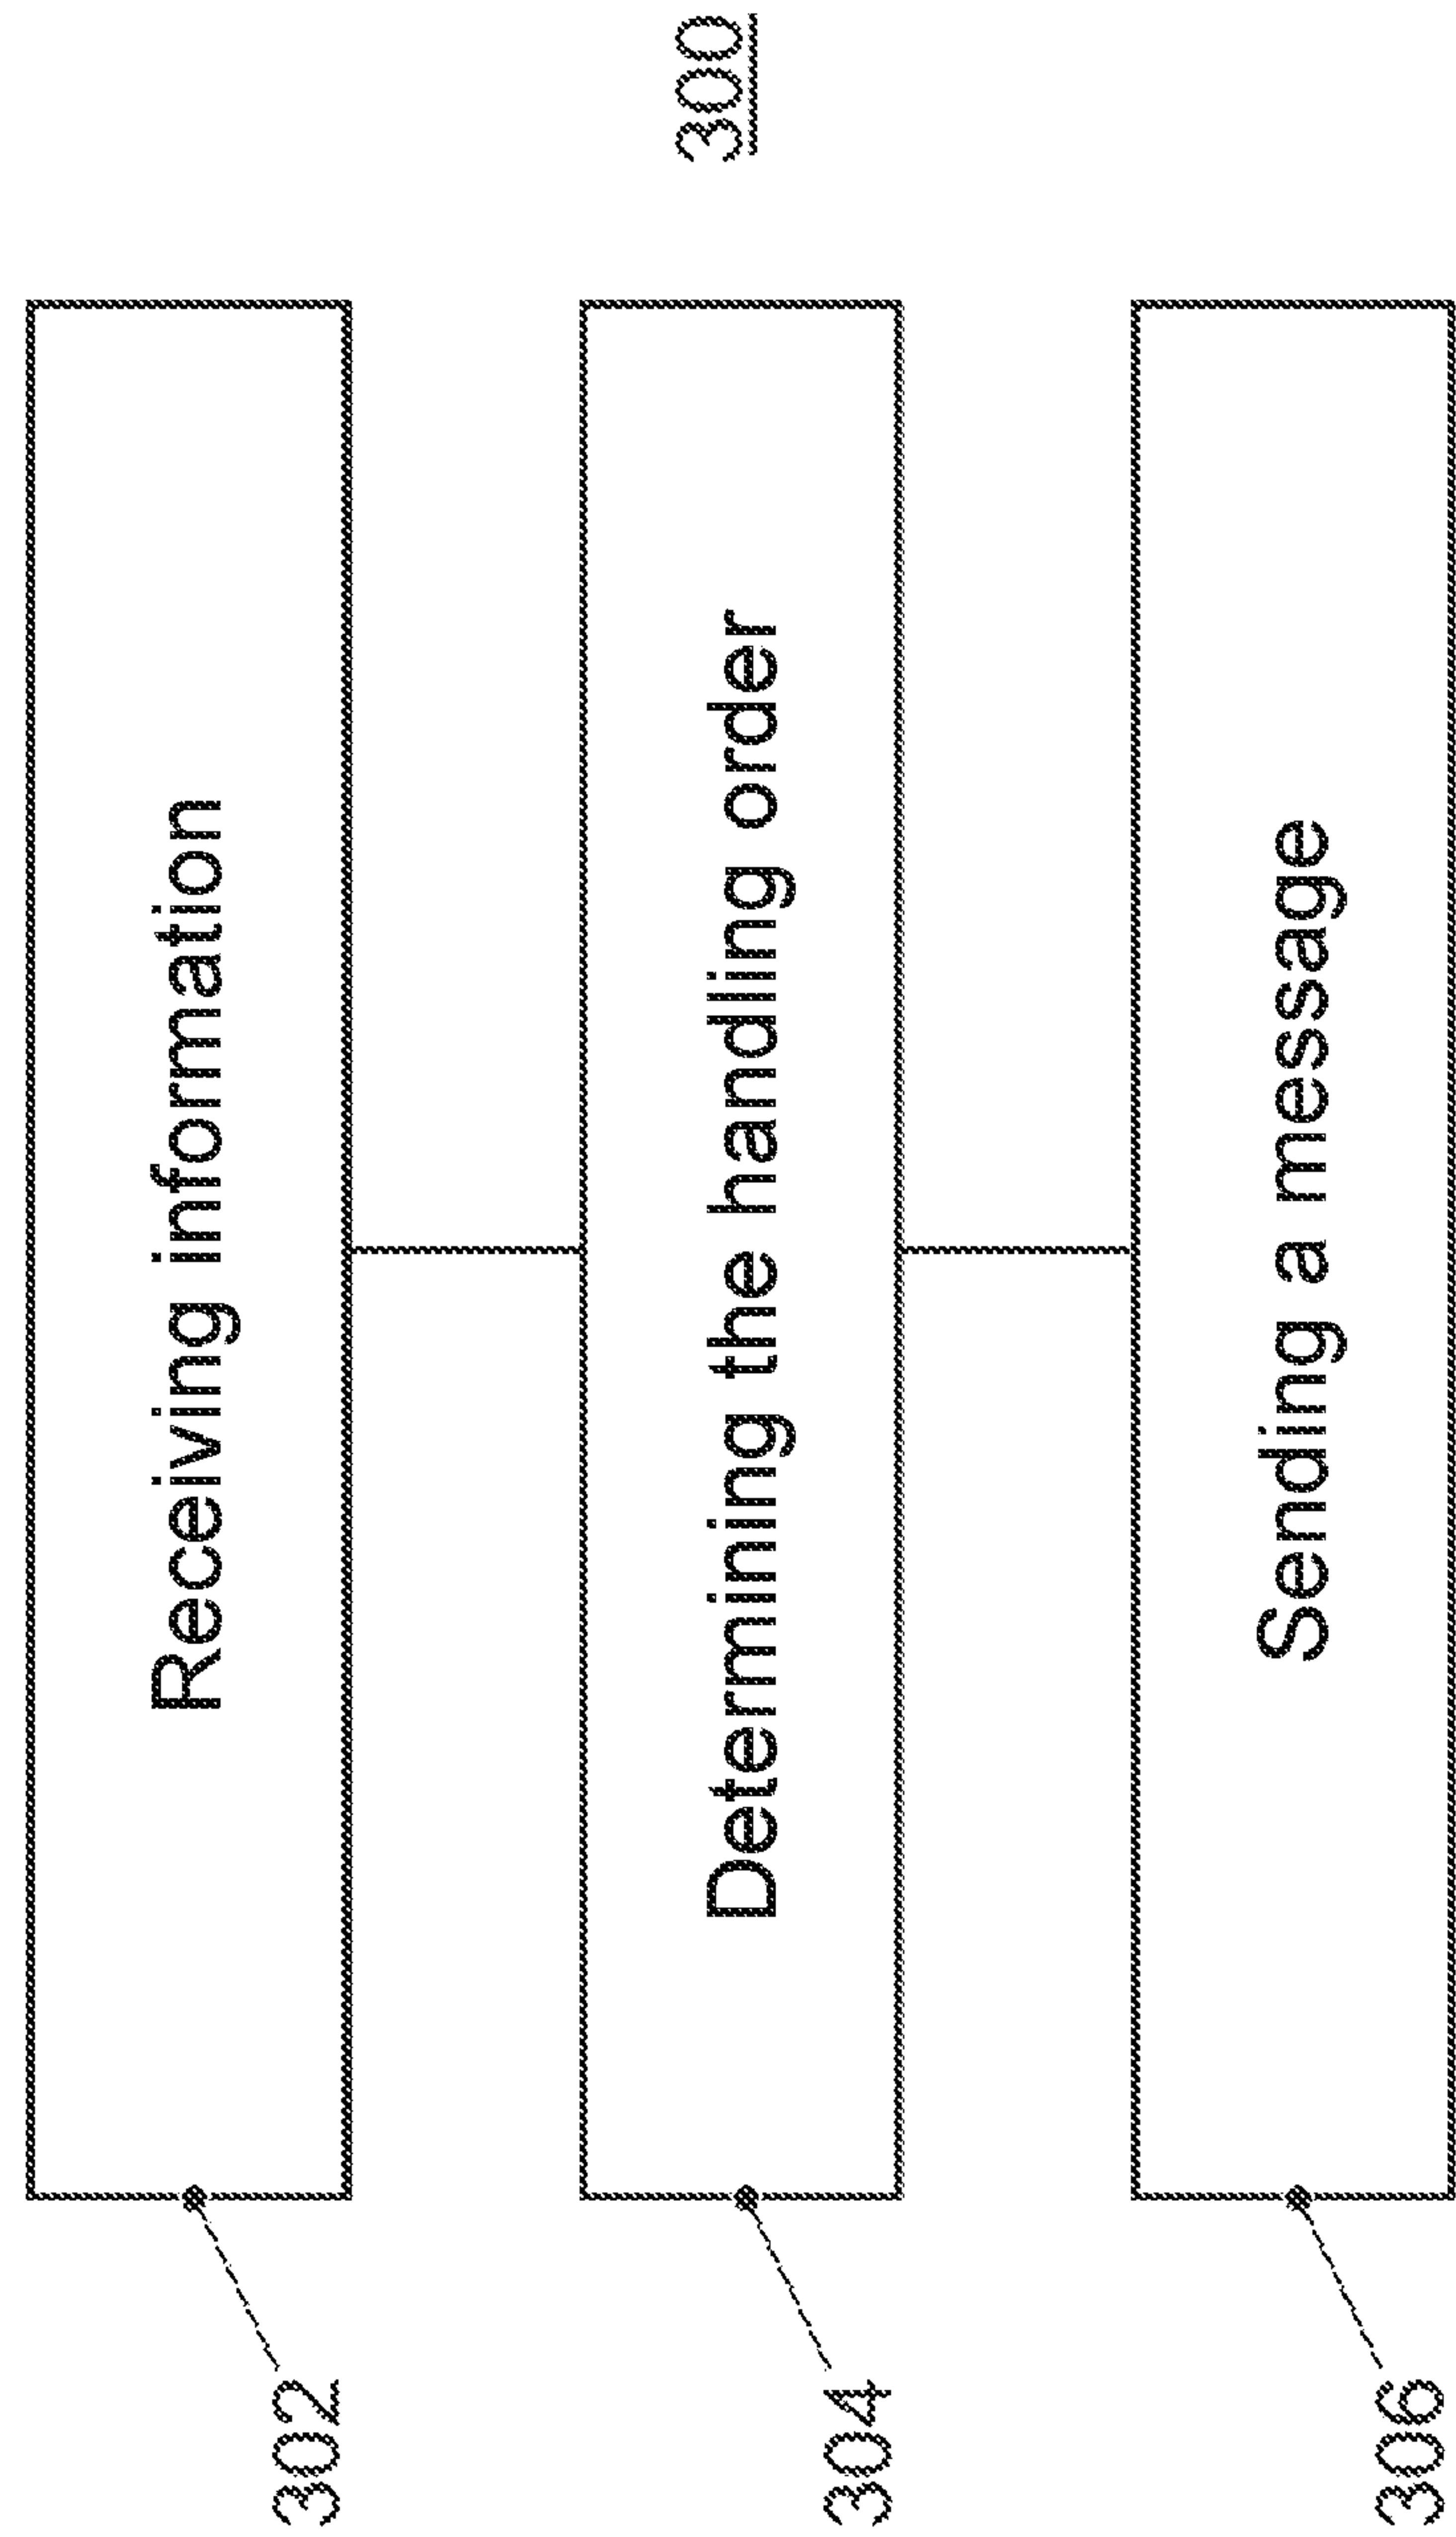 Receiving information
302
Determining the handling order
304
Sending a message
306
300